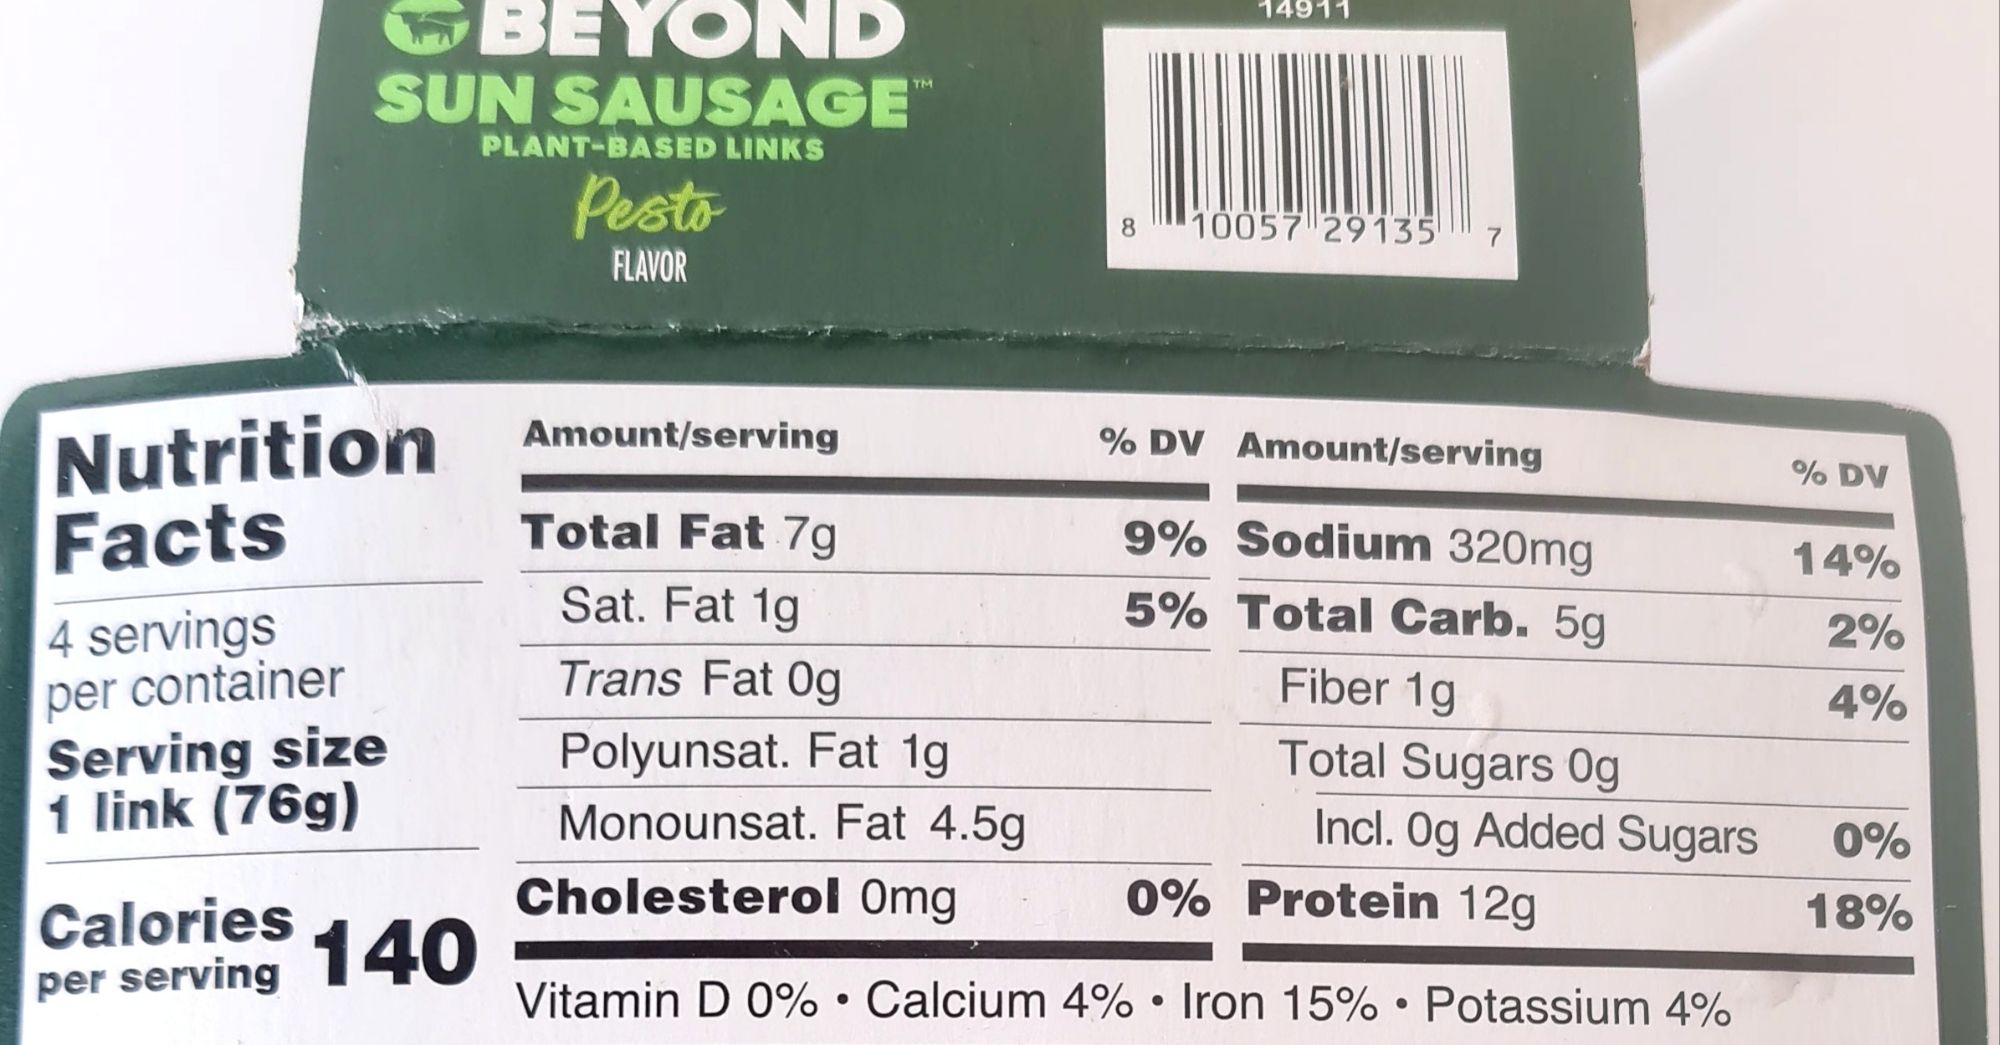 BEYOND
SUN SAUSAGE™
PLANT-BASED LINKS
Pesto
FLAVOR
14911
8 10057 29135 7
Nutrition
Facts
4 servings
per container
Serving size
1 link (76g)
Calories
per serving 140
Amount/serving % DV
Total Fat 7g 9%
Sat. Fat 1g 5%
Trans Fat 0g
Polyunsat. Fat 1g
Monounsat. Fat 4.5g
Cholesterol 0mg 0%
Amount/serving % DV
Sodium 320mg 14%
Total Carb. 5g 2%
Fiber 1g 4%
Total Sugars 0g
Incl. 0g Added Sugars 0%
Protein 12g 18%
Vitamin D 0% • Calcium 4% • Iron 15% • Potassium 4%